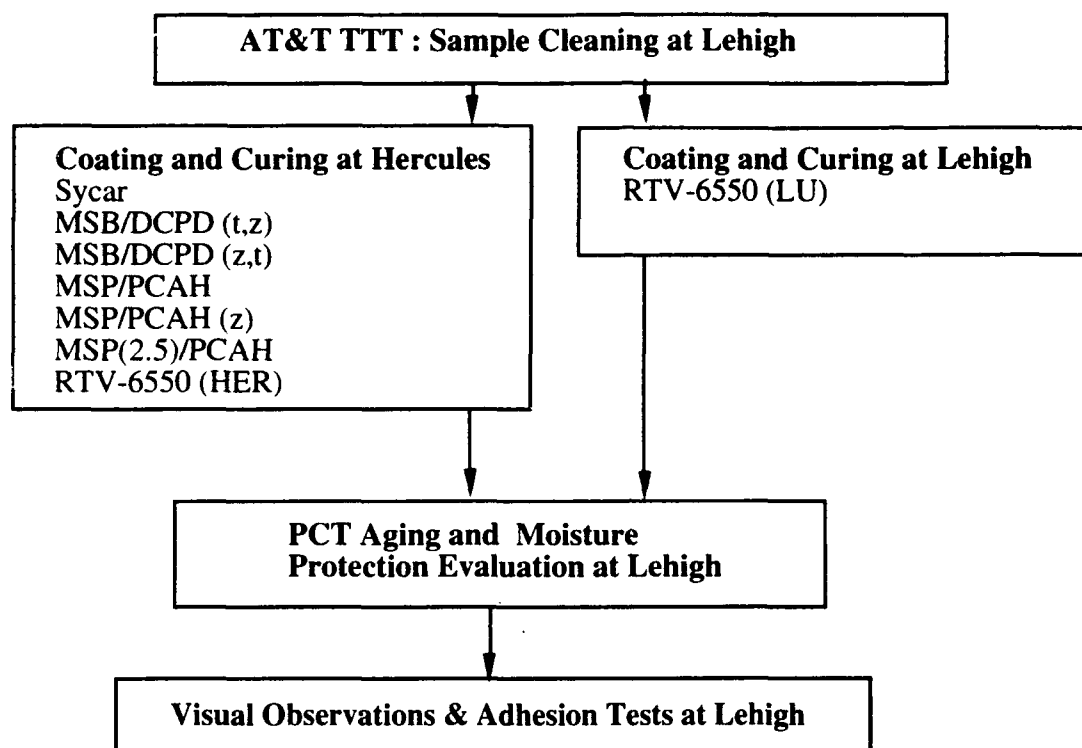 AT&T TTT : Sample Cleaning at Lehigh
Coating and Curing at Hercules
Sycar
MSB/DCPD (t,z)
MSB/DCPD (z,t)
MSP/PCAH
MSP/PCAH (z)
MSP(2.5)/PCAH
RTV-6550 (HER)
Coating and Curing at Lehigh
RTV-6550 (LU)
PCT Aging and Moisture
Protection Evaluation at Lehigh
Visual Observations & Adhesion Tests at Lehigh